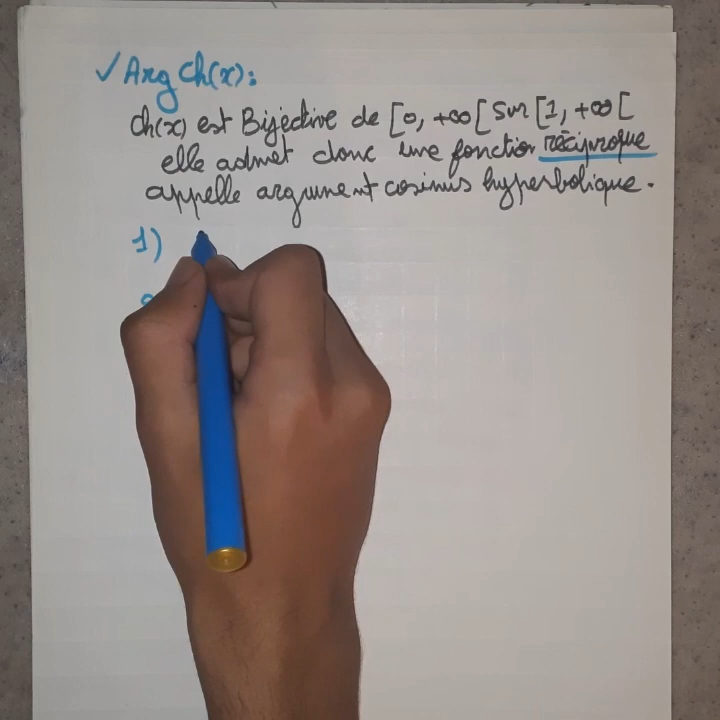 ✓ Arg ch(x) :
ch(x) est Bijéctive de [0, +∞[ sur [1, +∞[
elle admet donc une fonction réciproque
appelle argument cosinus hyperbolique.
1)